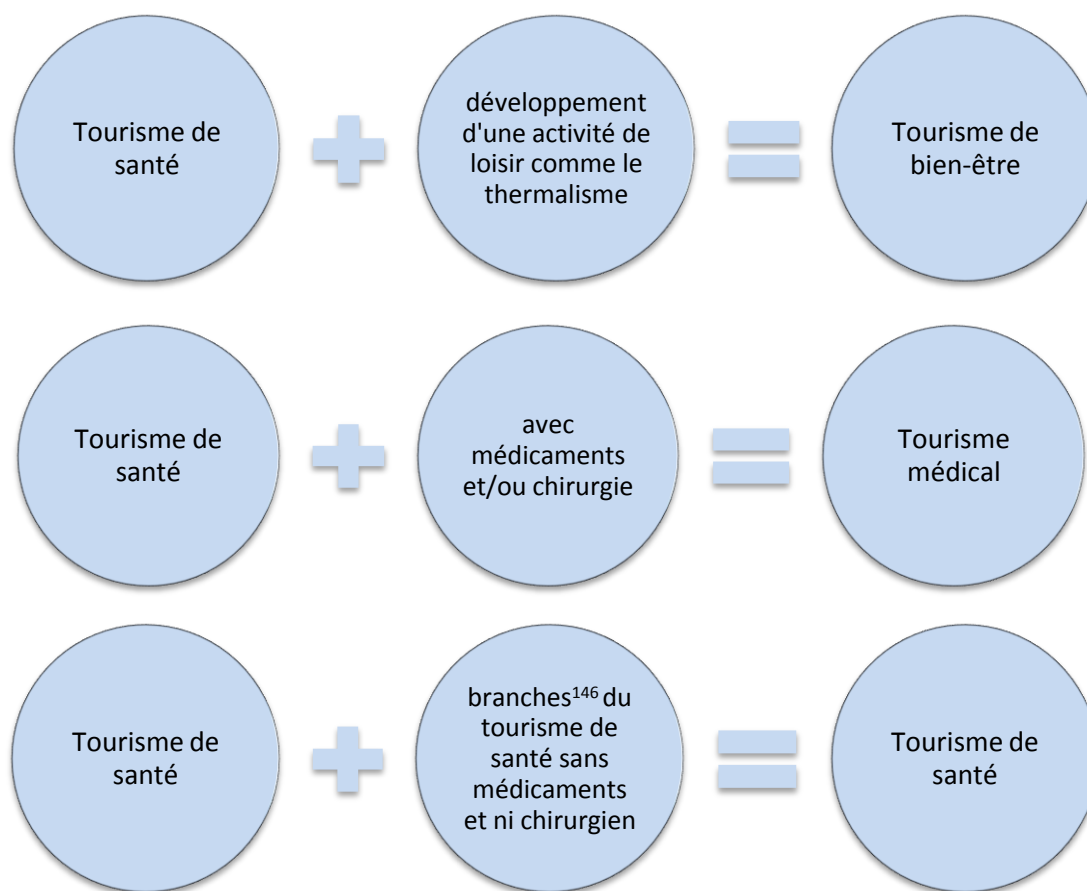 Tourisme de
santé
développement
d'une activité de
loisir comme le
thermalisme
Tourisme de
bien-être
Tourisme de
santé
avec
médicaments
et/ou chirurgie
Tourisme
médical
Tourisme de
santé
branches¹⁴⁶ du
tourisme de
santé sans
médicaments
et ni chirurgien
Tourisme de
santé